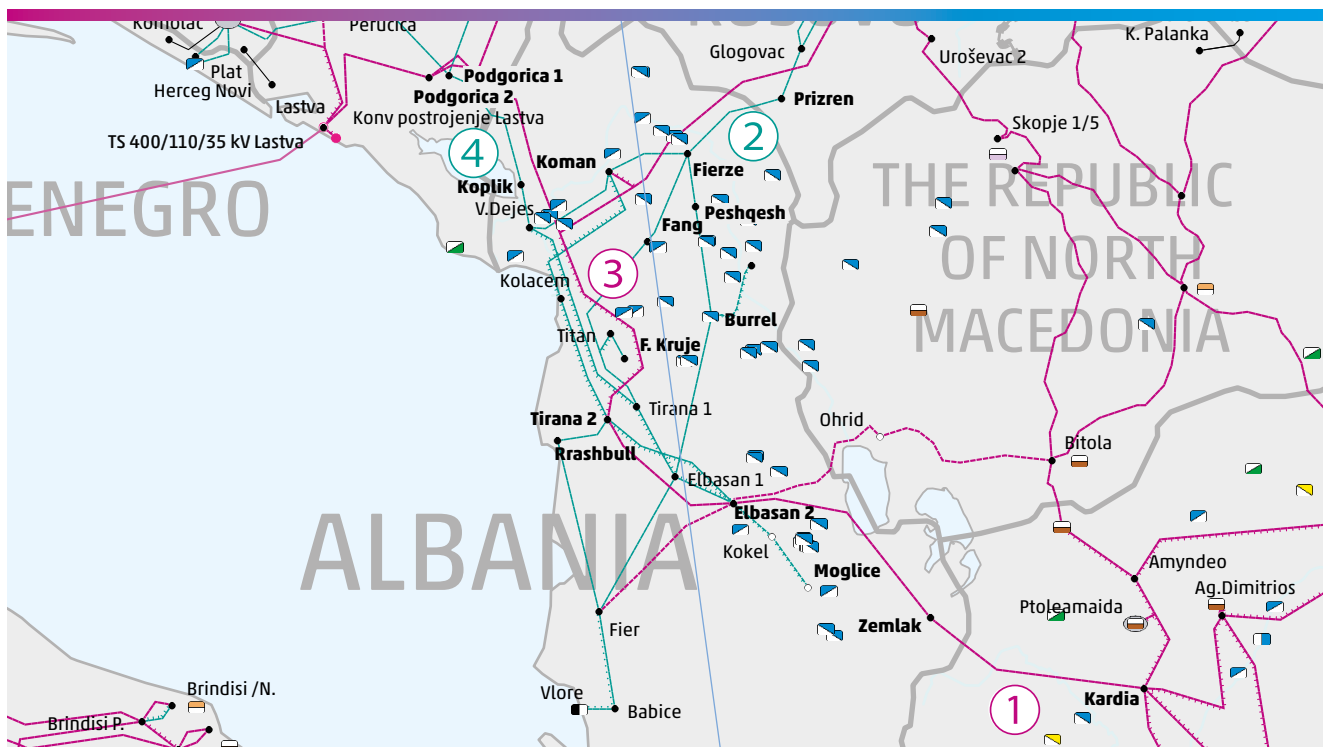 Komolac
Perućica
KOSOVO
K. Palanka
Glogovac
Uroševac 2
Plat
Herceg Novi
Podgorica 1
Podgorica 2
Konv postrojenje Lastva
Lastva
Prizren
TS 400/110/35 kV Lastva
Skopje 1/5
2
4
Koman
Fierze
THE REPUBLIC
OF NORTH
MACEDONIA
ENEGRO
Koplik
V.Dejes
Peshqesh
Fang
3
Kolacem
Burrel
Titan
F. Kruje
Tirana 1
Tirana 2
Rrashbull
Ohrid
Bitola
Elbasan 1
Elbasan 2
ALBANIA
Kokel
Moglice
Amyndeo
Ag.Dimitrios
Ptoleamaida
Zemlak
Fier
Kardia
1
Vlore
Babice
Brindisi /N.
Brindisi P.